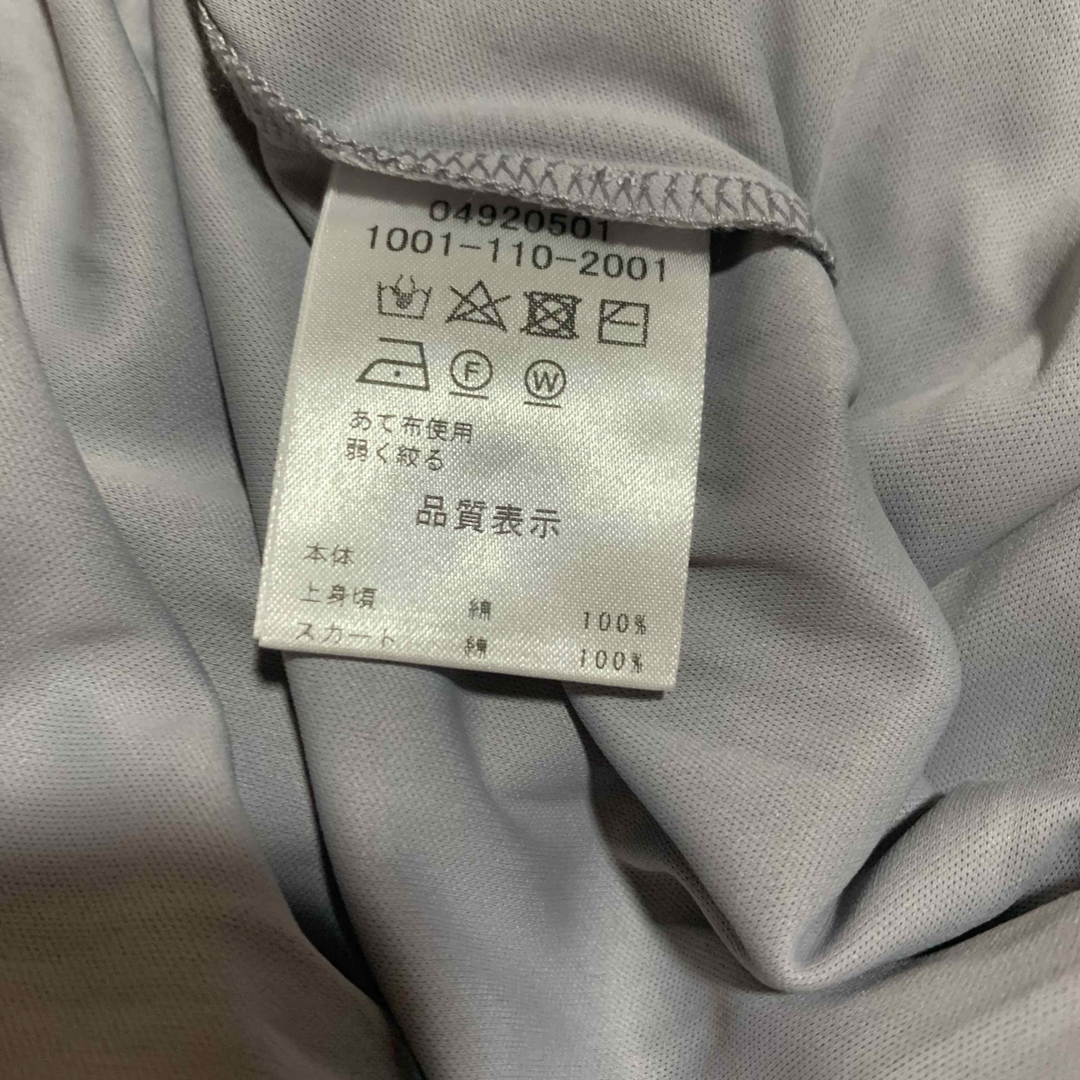 04920501
1001-110-2001
F W
あて布使用
弱く絞る
品質表示
本体
上身頃 綿 100%
スカート 綿 100%